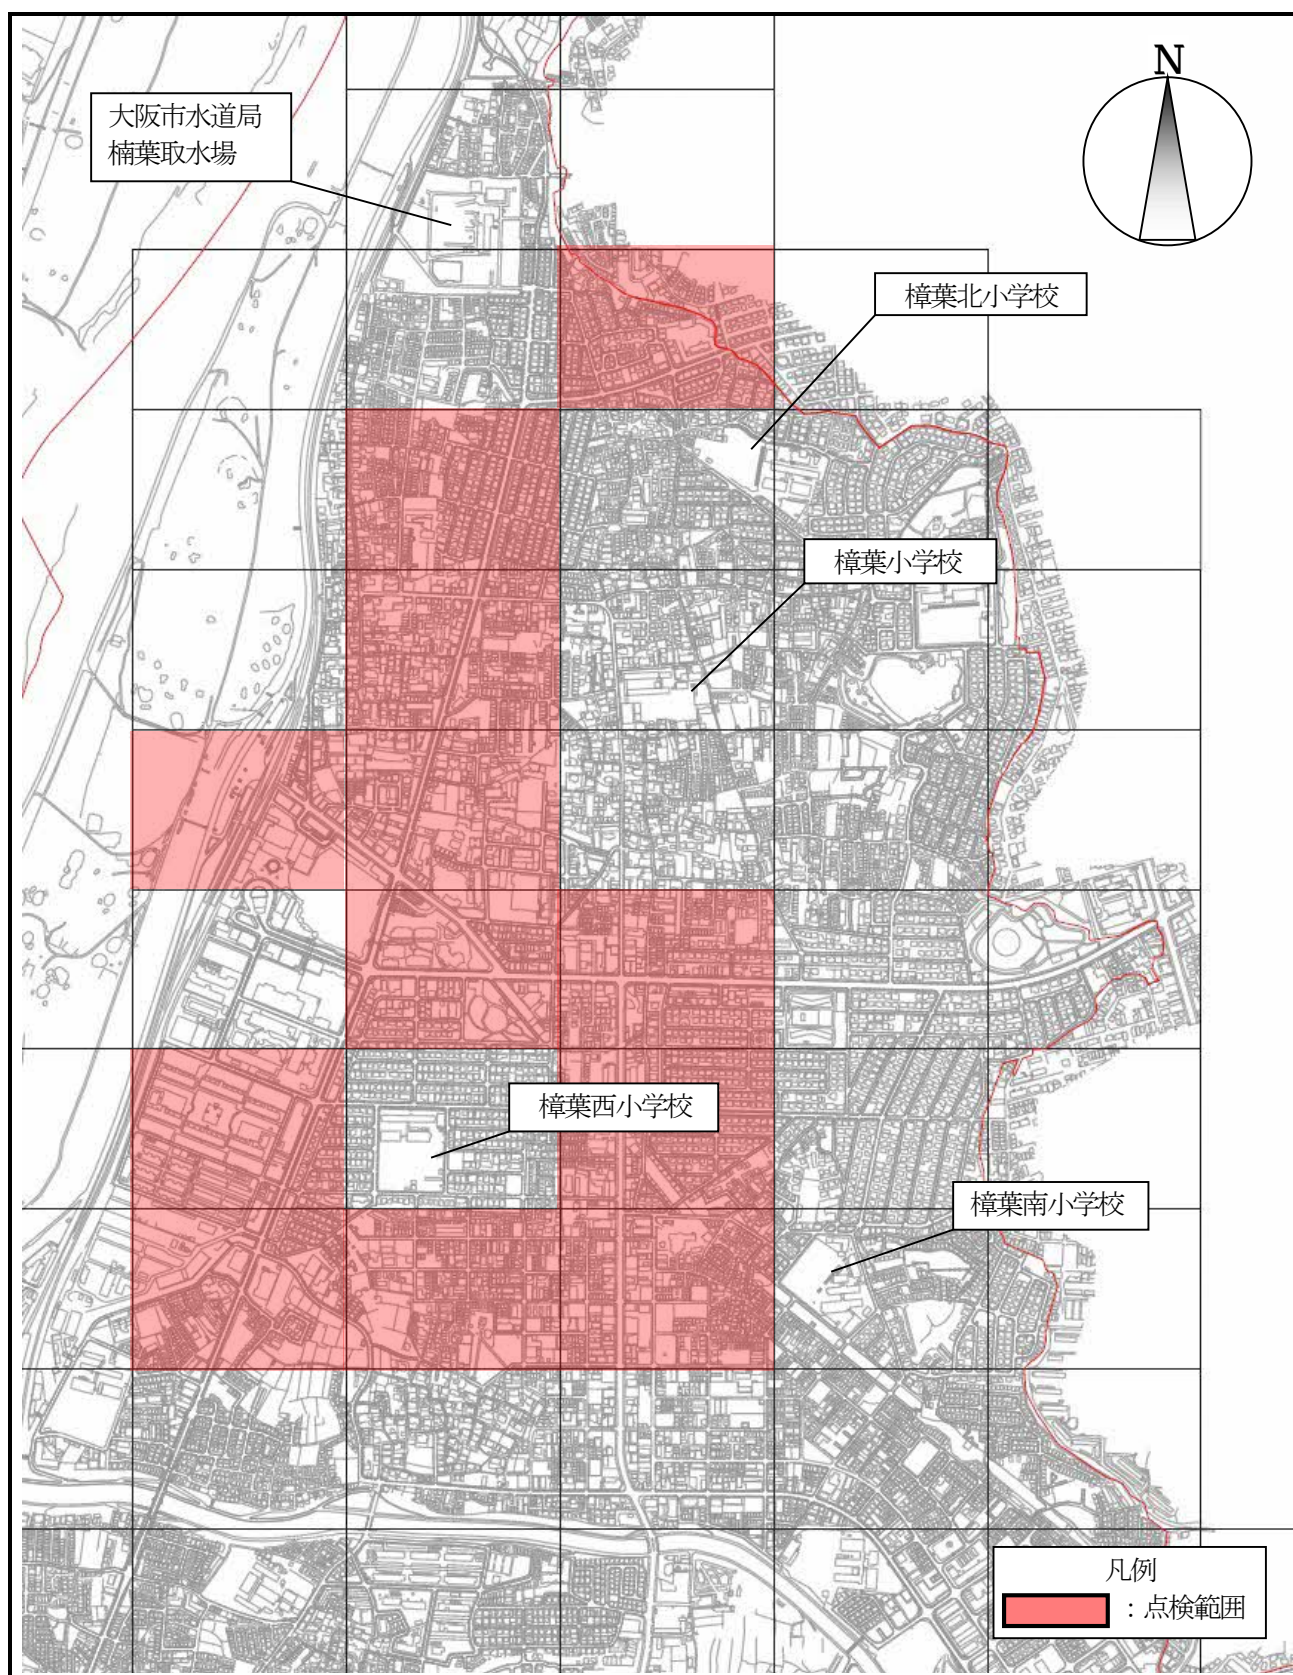 N
大阪市水道局
楠葉取水場
樟葉北小学校
樟葉小学校
樟葉西小学校
樟葉南小学校
凡例
：点検範囲